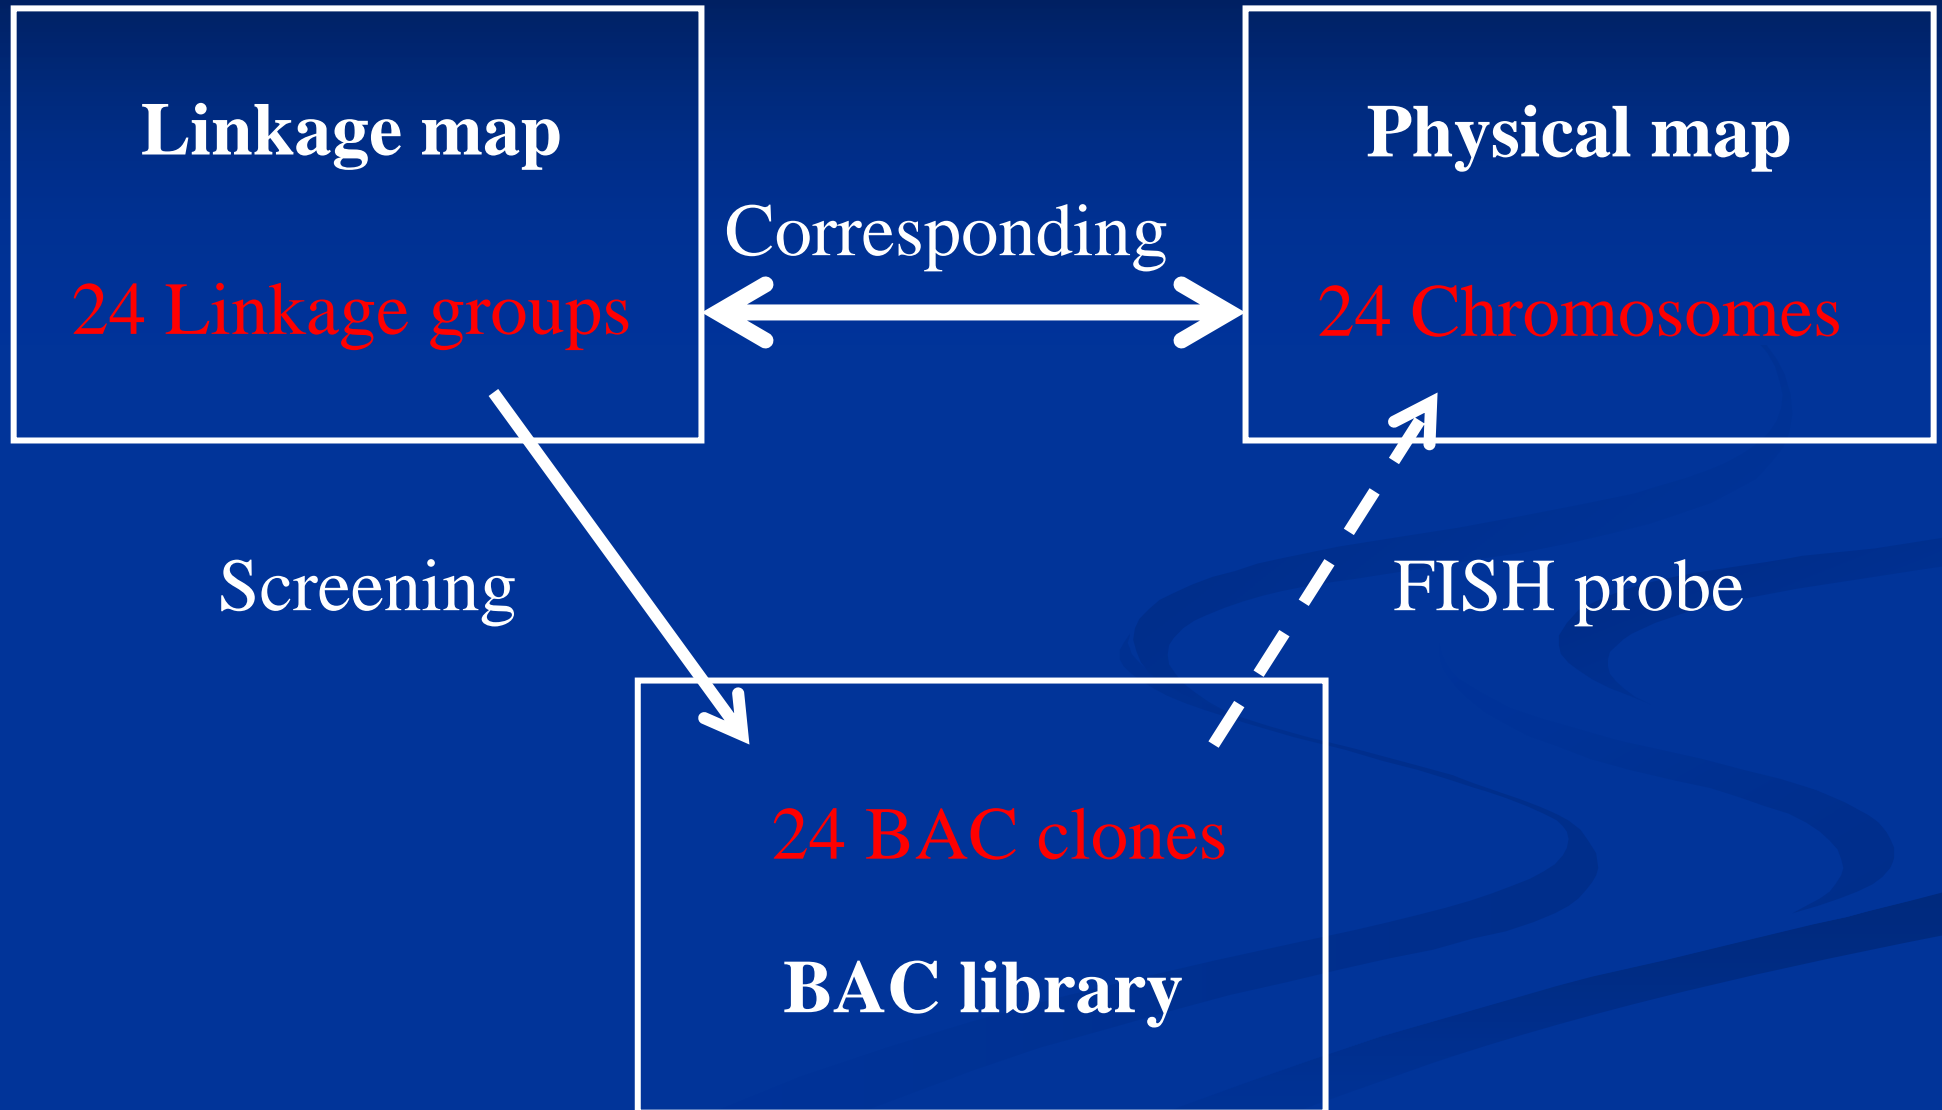 Linkage map
24 Linkage groups
Corresponding
Physical map
24 Chromosomes
Screening
FISH probe
24 BAC clones
BAC library